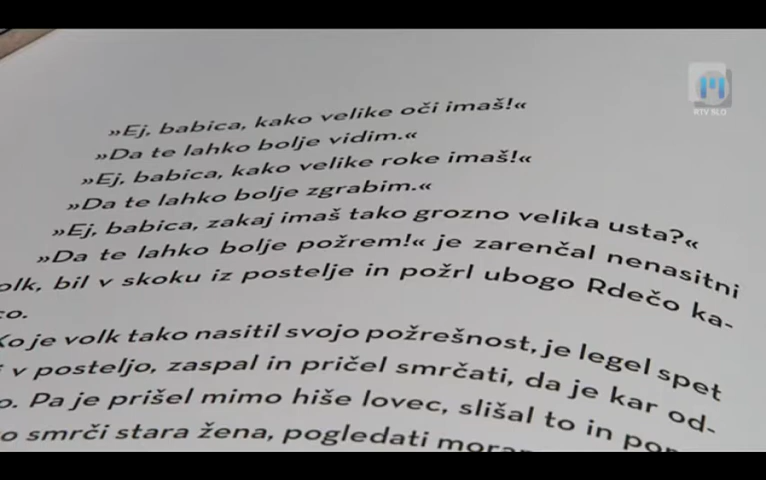 »Ej, babica, kako velike oči imaš!«
»Da te lahko bolje vidim.«
»Ej, babica, kako velike roke imaš!«
»Da te lahko bolje zgrabim.«
»Ej, babica, zakaj imaš tako grozno velika usta?«
»Da te lahko bolje požrem!« je zarenčal nenasitni
bil v skoku iz postelje in požrl ubogo Rdečo ka-
je volk tako nasitil svojo požrešnost, je legel spet
v posteljo, zaspal in pričel smrčati, da je kar od-
Pa je prišel mimo hiše lovec, slišal to in
smrči stara žena, pogledati
RTV SLO